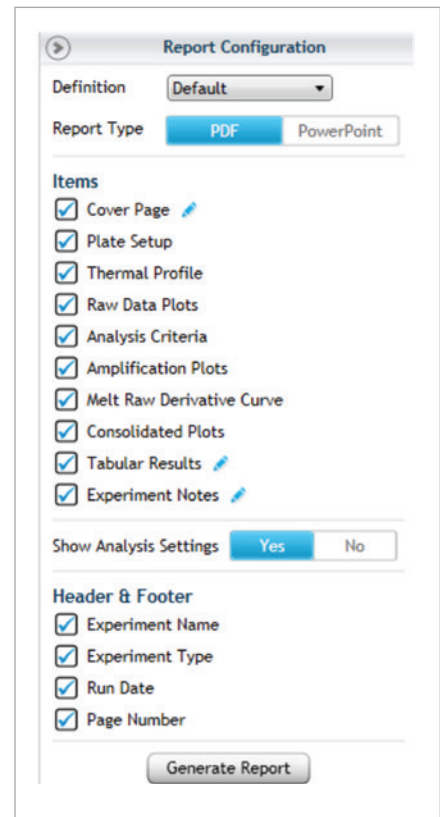 Report Configuration
Definition Default
Report Type PDF PowerPoint
Items
Cover Page
Plate Setup
Thermal Profile
Raw Data Plots
Analysis Criteria
Amplification Plots
Melt Raw Derivative Curve
Consolidated Plots
Tabular Results
Experiment Notes
Show Analysis Settings Yes No
Header & Footer
Experiment Name
Experiment Type
Run Date
Page Number
Generate Report